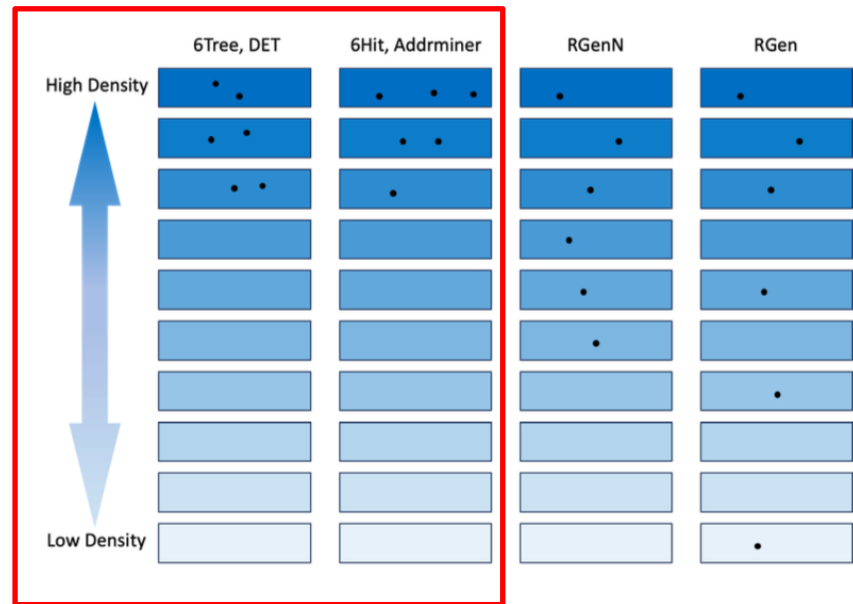 6Tree, DET
6Hit, Addrminer
RGenN
RGen
High Density
Low Density